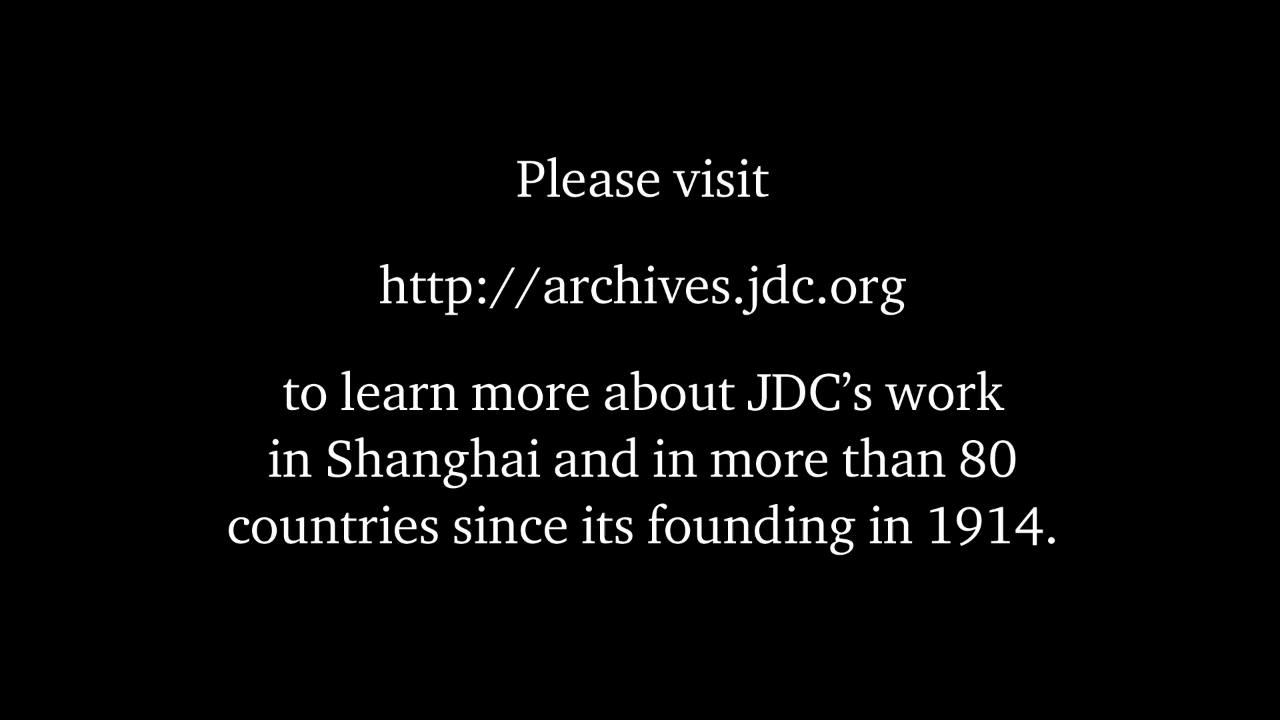 Please visit
http://archives.jdc.org
to learn more about JDC’s work
in Shanghai and in more than 80
countries since its founding in 1914.